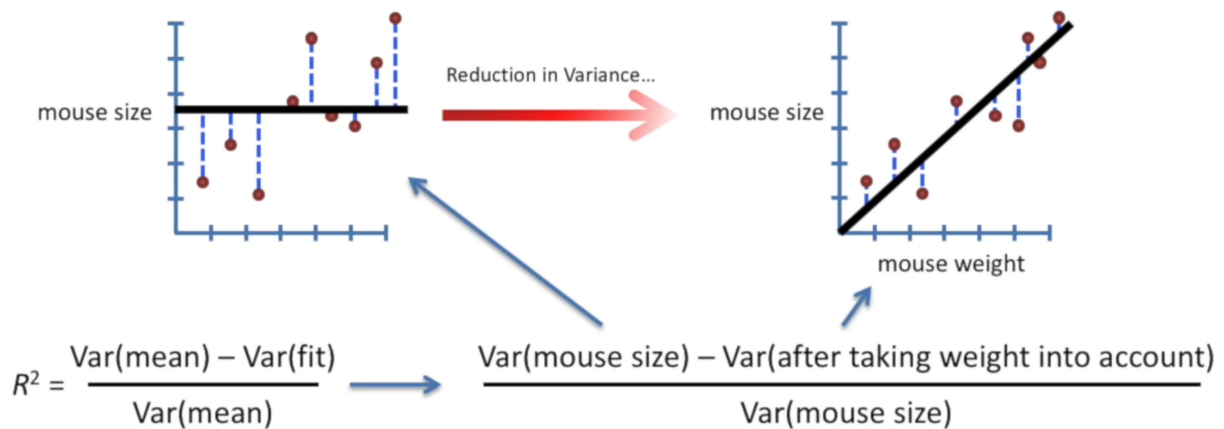 Reduction in Variance...
mouse size
mouse size
mouse weight
R² = Var(mean) – Var(fit)
Var(mean)
Var(mouse size) – Var(after taking weight into account)
Var(mouse size)